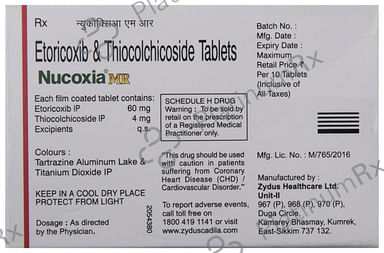 Rx
न्युकॉक्सिआ एम आर
Etoricoxib & Thiocolchicoside Tablets
Nucoxia MR
Each film coated tablet contains:
Etoricoxib IP 60 mg
Thiocolchicoside IP 4 mg
Excipients q.s.
Colours :
Tartrazine Aluminum Lake &
Titanium Dioxide IP
KEEP IN A COOL DRY PLACE
PROTECT FROM LIGHT
Dosage : As directed
by the Physician.
2054380
SCHEDULE H DRUG
Warning : To be sold by
retail on the prescription
of a Registered Medical
Practitioner only.
"This drug should be used
with caution in patients
suffering from Coronary
Heart Disease (CHD) /
Cardiovascular Disorder."
To report adverse events,
call toll free on
1800 419 1141 or visit
www.zyduscadila.com
Batch No. :
Mfg. Date :
Expiry Date :
Maximum
Retail Price ₹
Per 10 Tablets
(Inclusive of
All Taxes)
Mfg. Lic. No. : M/765/2016
Manufactured by :
Zydus Healthcare Ltd.
Unit-II
967 (P), 968 (P), 970 (P),
Duga Circle,
Kamarey Bhasmay, Kumrek,
East-Sikkim 737 132.
PlatinumRx